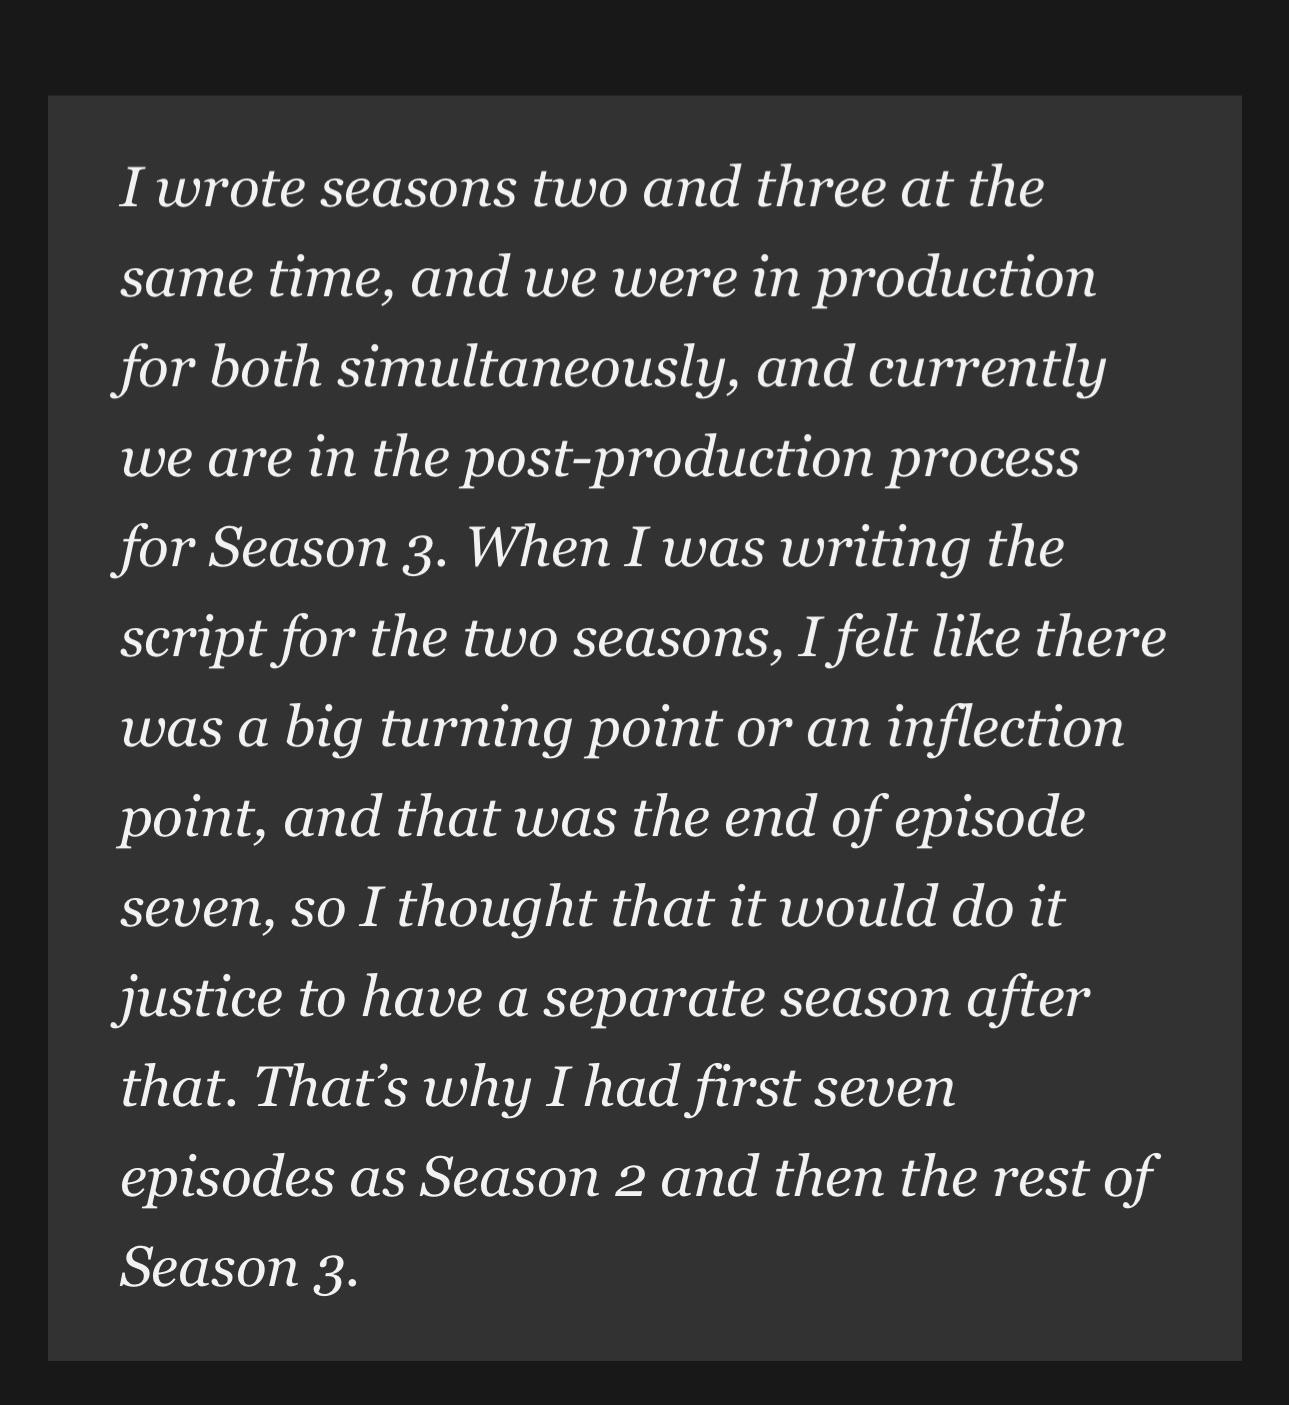 I wrote seasons two and three at the
same time, and we were in production
for both simultaneously, and currently
we are in the post-production process
for Season 3. When I was writing the
script for the two seasons, I felt like there
was a big turning point or an inflection
point, and that was the end of episode
seven, so I thought that it would do it
justice to have a separate season after
that. That’s why I had first seven
episodes as Season 2 and then the rest of
Season 3.